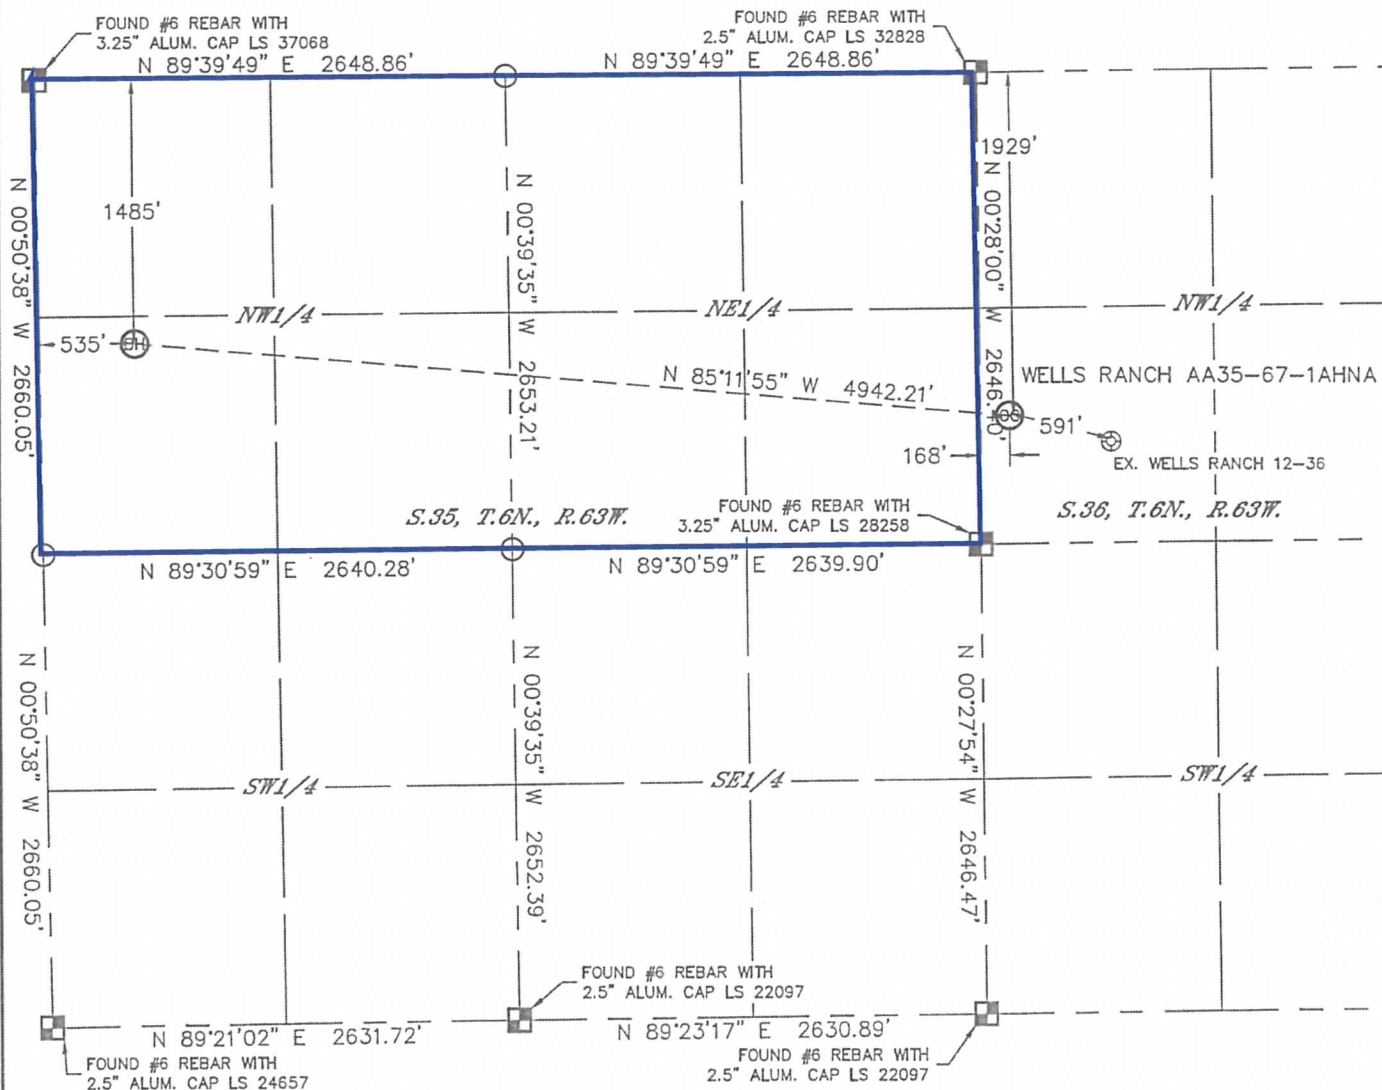 FOUND #6 REBAR WITH
3.25" ALUM. CAP LS 37068
FOUND #6 REBAR WITH
2.5" ALUM. CAP LS 32828
N 89°39'49" E 2648.86'
N 89°39'49" E 2648.86'
1929'
N 00°50'38" W 2660.05'
1485'
N 00°39'35" W 2653.21'
N 00°28'00" W 2646.40'
NW1/4
NE1/4
NW1/4
535'
BH
N 85°11'55" W 4942.21'
WELLS RANCH AA35-67-1AHNA
591'
168'
EX. WELLS RANCH 12-36
S.35, T.6N., R.63W.
FOUND #6 REBAR WITH
3.25" ALUM. CAP LS 28258
S.36, T.6N., R.63W.
N 89°30'59" E 2640.28'
N 89°30'59" E 2639.90'
N 00°50'38" W 2660.05'
N 00°39'35" W 2652.39'
N 00°27'54" W 2646.47'
SW1/4
SE1/4
SW1/4
FOUND #6 REBAR WITH
2.5" ALUM. CAP LS 22097
N 89°21'02" E 2631.72'
N 89°23'17" E 2630.89'
FOUND #6 REBAR WITH
2.5" ALUM. CAP LS 24657
FOUND #6 REBAR WITH
2.5" ALUM. CAP LS 22097